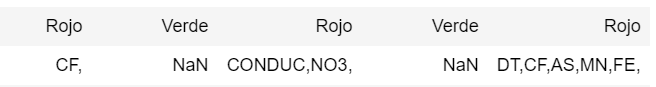 Rojo Verde Rojo Verde Rojo
CF, NaN CONDUC,NO3, NaN DT,CF,AS,MN,FE,